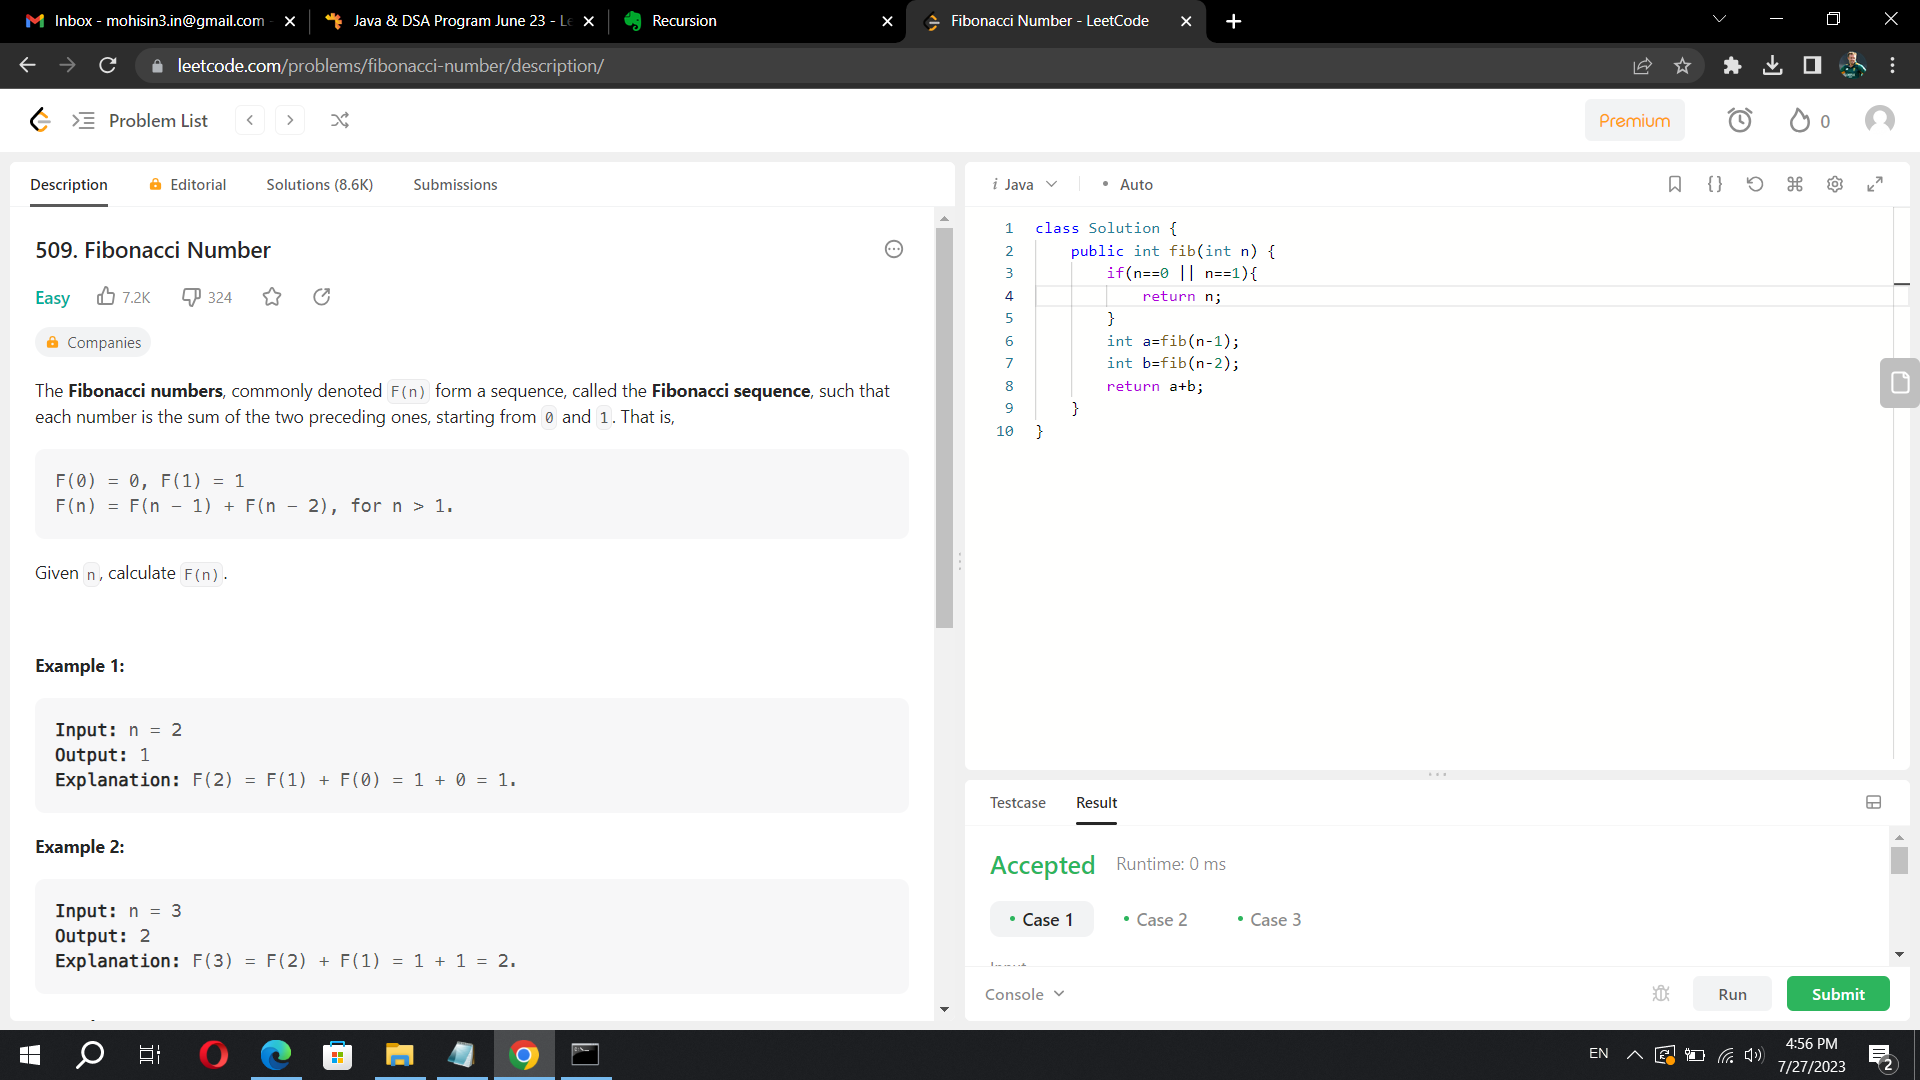 Inbox - mohisin3.in@gmail.com -
Java & DSA Program June 23 - Le
Recursion
Fibonacci Number - LeetCode
leetcode.com/problems/fibonacci-number/description/
Problem List
Premium
0
Description
Editorial
Solutions (8.6K)
Submissions
509. Fibonacci Number
Easy
7.2K
324
Companies
The Fibonacci numbers, commonly denoted F(n) form a sequence, called the Fibonacci sequence, such that
each number is the sum of the two preceding ones, starting from 0 and 1. That is,
F(0) = 0, F(1) = 1
F(n) = F(n - 1) + F(n - 2), for n > 1.
Given n, calculate F(n).
Example 1:
Input: n = 2
Output: 1
Explanation: F(2) = F(1) + F(0) = 1 + 0 = 1.
Example 2:
Input: n = 3
Output: 2
Explanation: F(3) = F(2) + F(1) = 1 + 1 = 2.
i Java
• Auto
1 class Solution {
2 public int fib(int n) {
3 if(n==0 || n==1){
4 return n;
5 }
6 int a=fib(n-1);
7 int b=fib(n-2);
8 return a+b;
9 }
10 }
Testcase
Result
Accepted
Runtime: 0 ms
• Case 1
• Case 2
• Case 3
Console
Run
Submit
EN
4:56 PM
7/27/2023
2